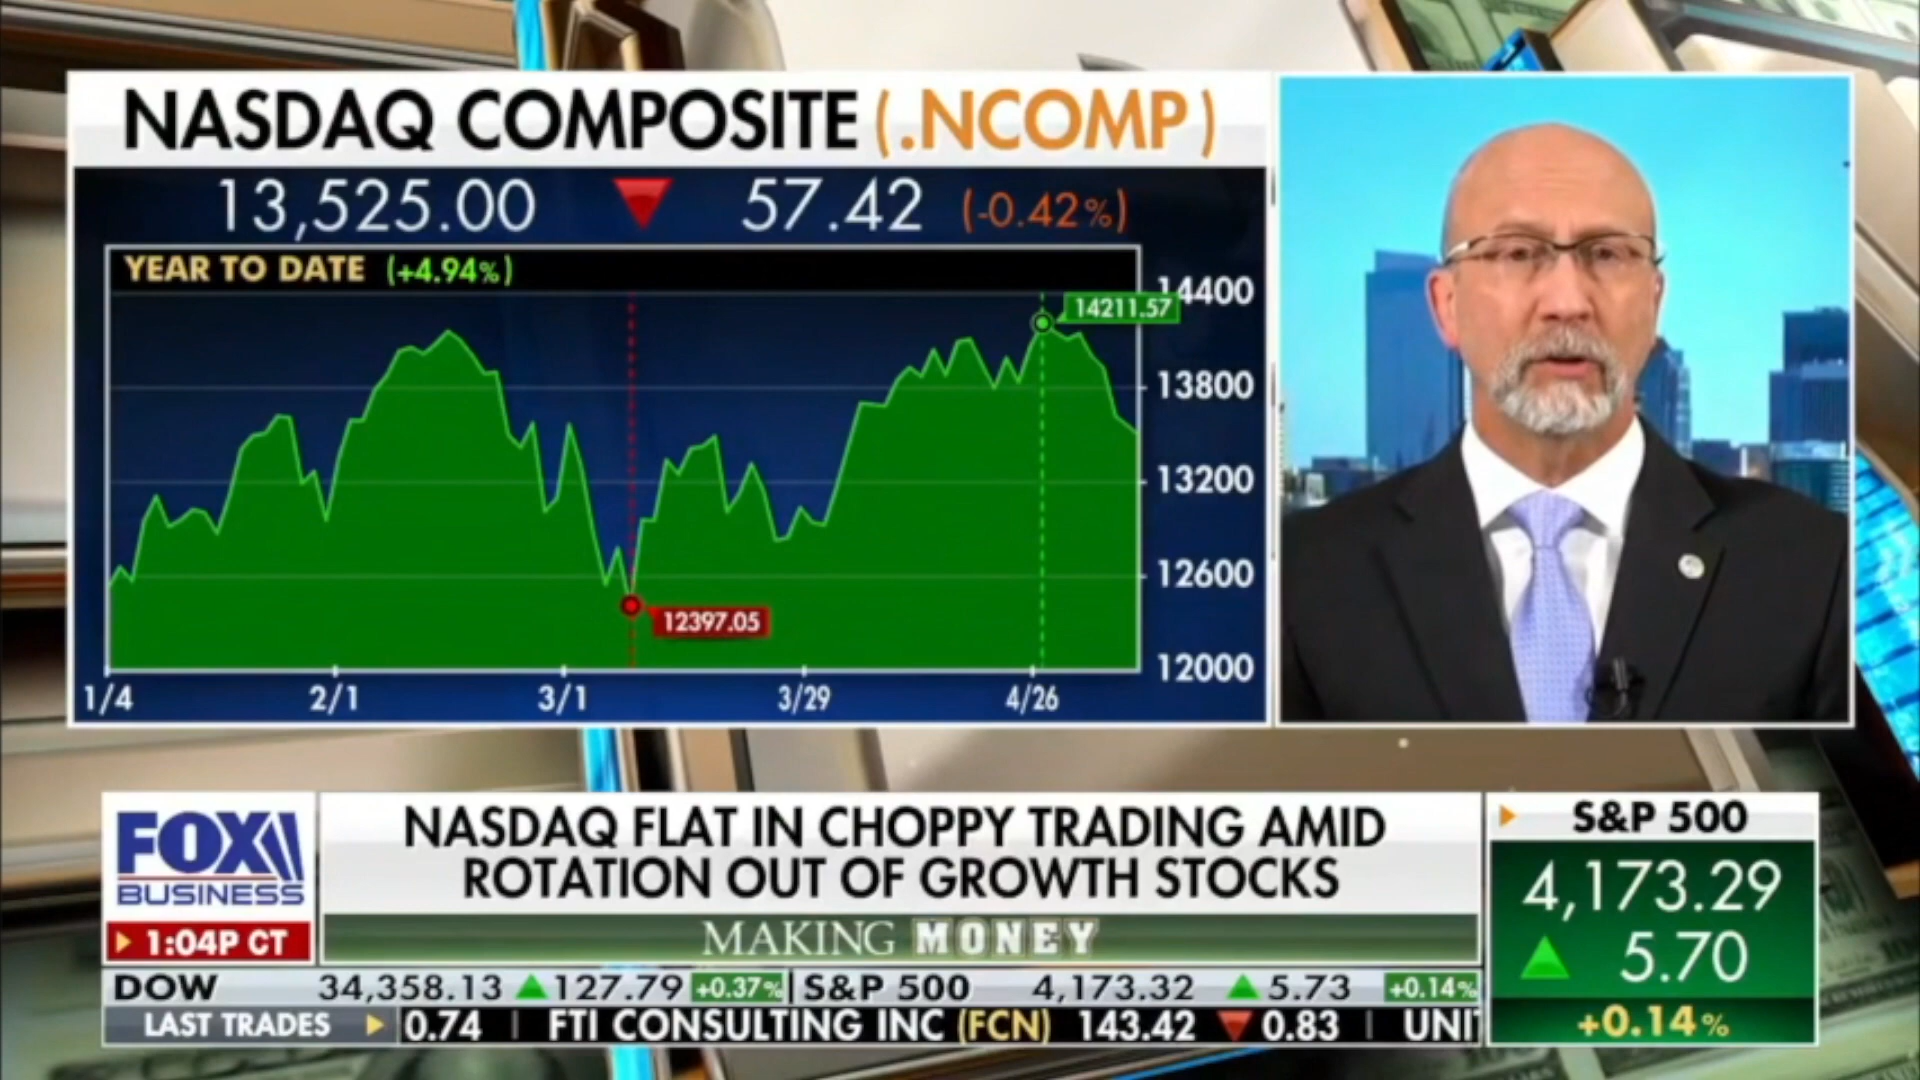 NASDAQ COMPOSITE (.NCOMP)
13,525.00 ▼ 57.42 (-0.42%)
YEAR TO DATE (+4.94%)
14400
14211.57
13800
13200
12600
12397.05
12000
1/4 2/1 3/1 3/29 4/26
FOX BUSINESS
1:04P CT
NASDAQ FLAT IN CHOPPY TRADING AMID
ROTATION OUT OF GROWTH STOCKS
MAKING MONEY
S&P 500
4,173.29
▲ 5.70
+0.14%
DOW 34,358.13 ▲ 127.79 +0.37% S&P 500 4,173.32 ▲ 5.73 +0.14%
LAST TRADES 0.74 | FTI CONSULTING INC (FCN) 143.42 ▼ 0.83 | UNIT